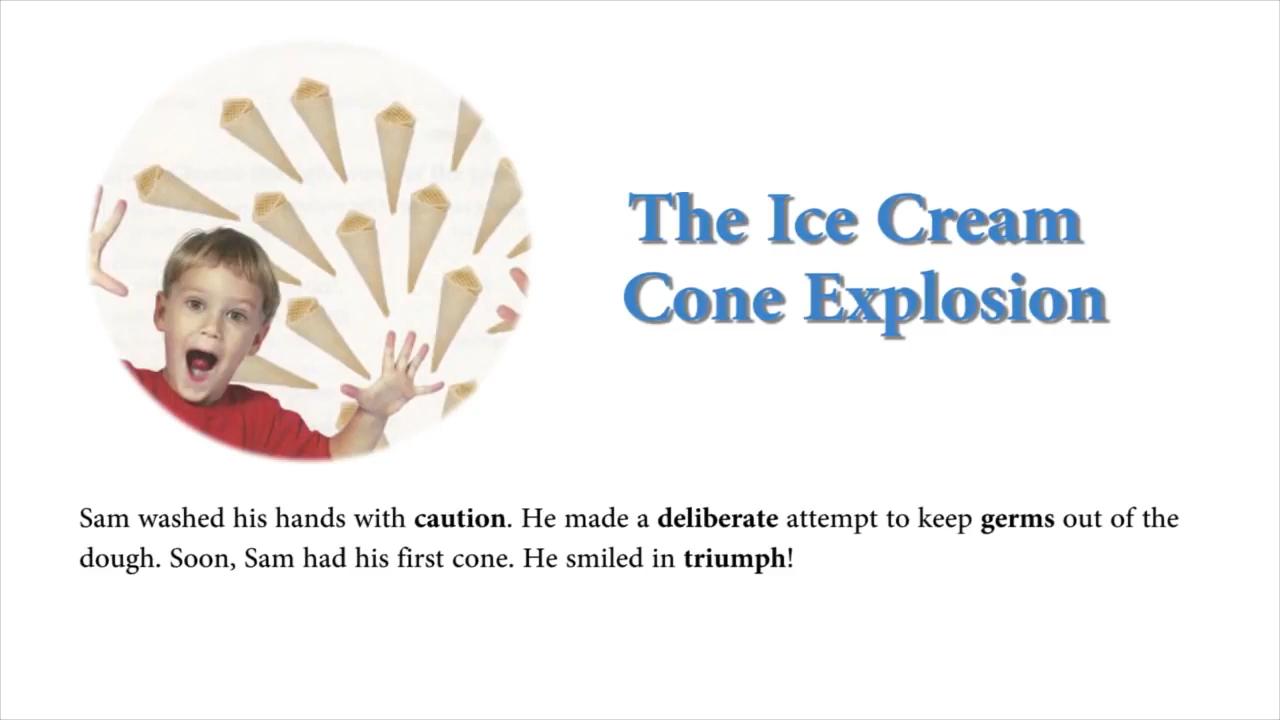 The Ice Cream
Cone Explosion
Sam washed his hands with caution. He made a deliberate attempt to keep germs out of the
dough. Soon, Sam had his first cone. He smiled in triumph!